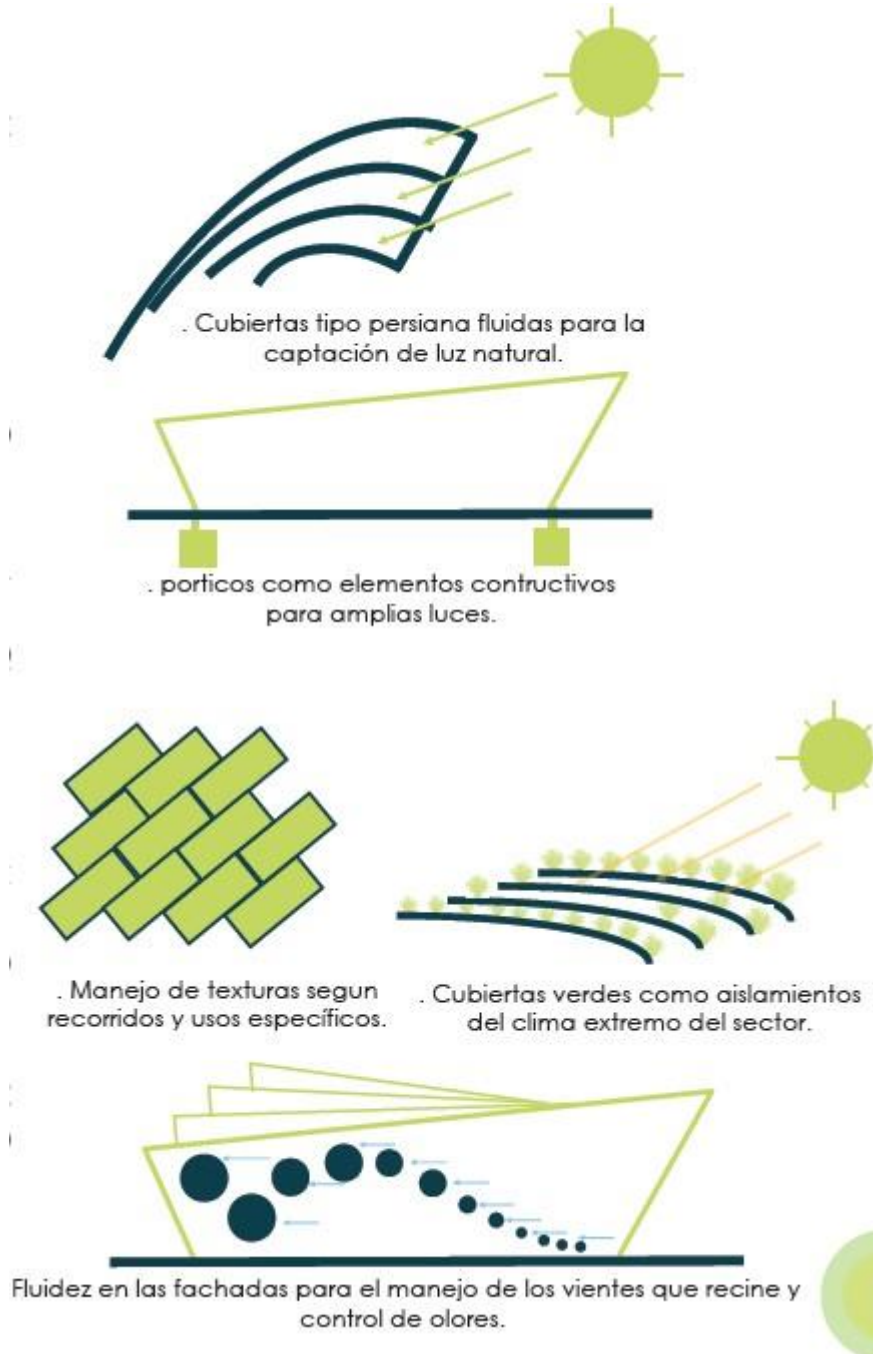 . Cubiertas tipo persiana fluidas para la
captación de luz natural.
. porticos como elementos contructivos
para amplias luces.
. Manejo de texturas segun
recorridos y usos específicos.
. Cubiertas verdes como aislamientos
del clima extremo del sector.
Fluidez en las fachadas para el manejo de los vientes que recine y
control de olores.